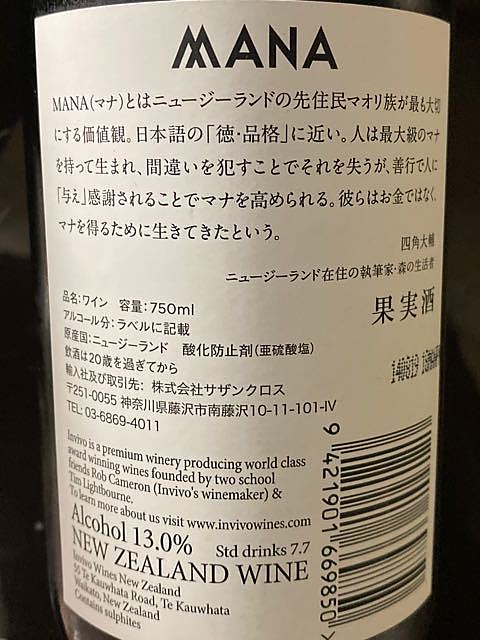 MANA
MANA(マナ)とはニュージーランドの先住民マオリ族が最も大切
にする価値観。日本語の「徳・品格」に近い。人は最大級のマナ
を持って生まれ、間違いを犯すことでそれを失うが、善行で人に
「与え」感謝されることでマナを高められる。彼らはお金ではなく、
マナを得るために生きてきたという。
四角大輔
ニュージーランド在住の執筆家・森の生活者
品名:ワイン 容量:750ml
アルコール分:ラベルに記載
原産国:ニュージーランド 酸化防止剤(亜硫酸塩)
飲酒は20歳を過ぎてから
輸入社及び取引先: 株式会社サザンクロス
〒251-0055 神奈川県藤沢市南藤沢10-11-101-IV
TEL: 03-6869-4011
果実酒
Invivo is a premium winery producing world class
award winning wines founded by two school
friends Rob Cameron (Invivo's winemaker) &
Tim Lightbourne.
To learn more about us visit www.invivowines.com
Alcohol 13.0% Std drinks 7.7
NEW ZEALAND WINE
Invivo Wines New Zealand
55 Te Kauwhata Road, Te Kauwhata
Waikato, New Zealand
Contains sulphites
9 421901 669850 >